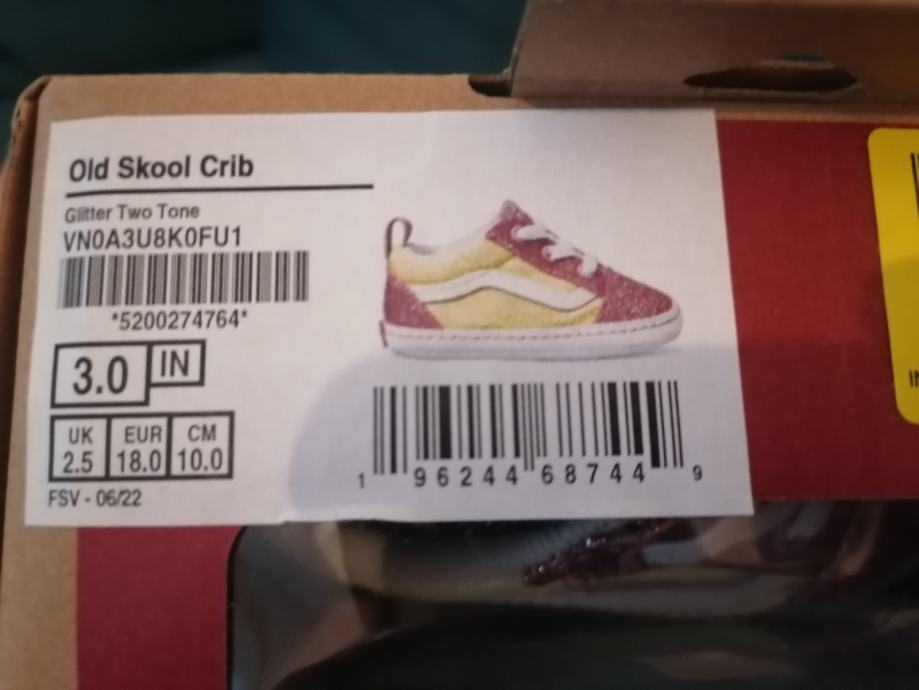 Old Skool Crib
Glitter Two Tone
VN0A3U8K0FU1
*5200274764*
3.0 IN
UK EUR CM
2.5 18.0 10.0
FSV - 06/22
1 96244 68744 9